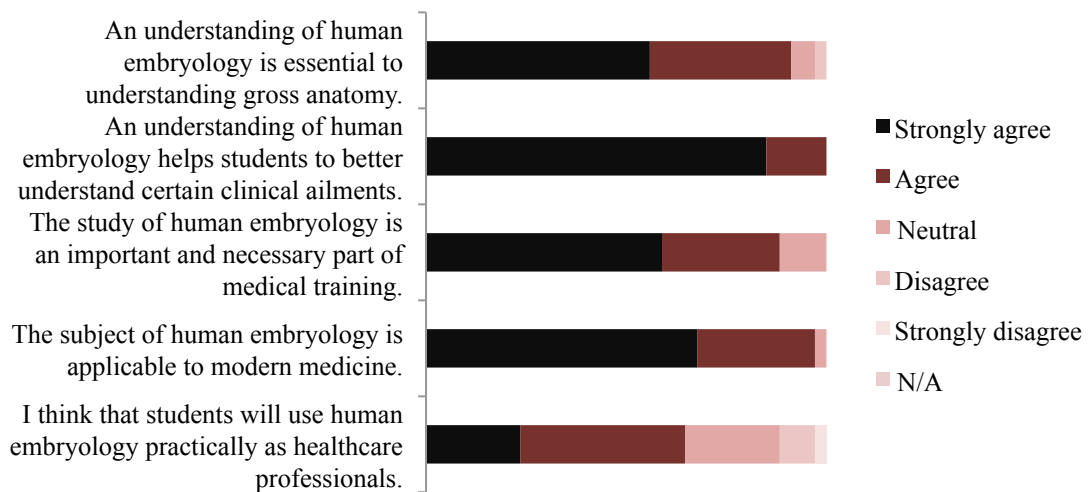 An understanding of human
embryology is essential to
understanding gross anatomy.
An understanding of human
embryology helps students to better
understand certain clinical ailments.
The study of human embryology is
an important and necessary part of
medical training.
The subject of human embryology is
applicable to modern medicine.
I think that students will use human
embryology practically as healthcare
professionals.
Strongly agree
Agree
Neutral
Disagree
Strongly disagree
N/A